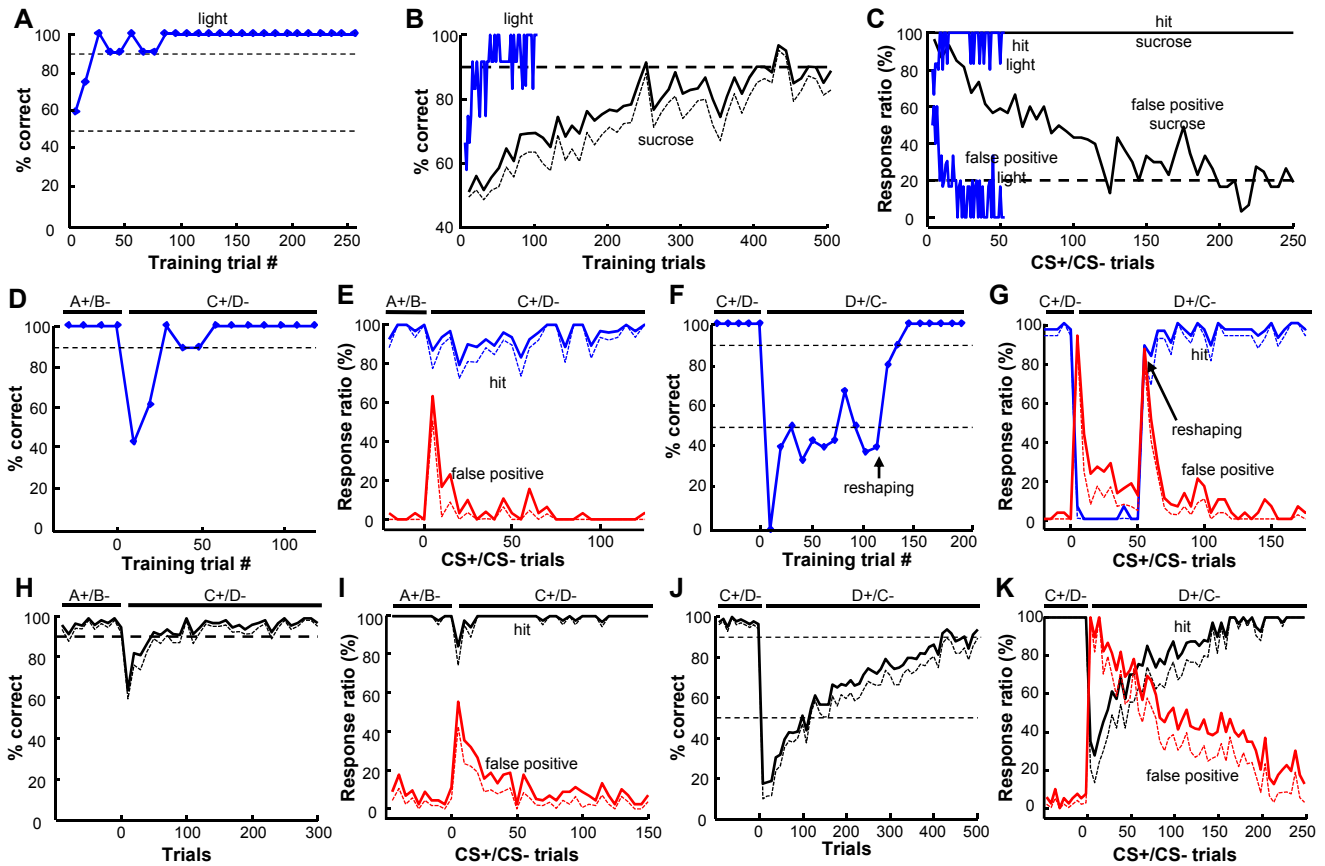 A
light
% correct
100
80
60
40
20
0
0 50 100 150 200 250
Training trial #
B
light
% correct
100
80
60
40
sucrose
0 100 200 300 400 500
Training trials
C
hit
sucrose
hit
light
false positive
sucrose
false positive
light
Response ratio (%)
100
80
60
40
20
0
0 50 100 150 200 250
CS+/CS- trials
D
A+/B- C+/D-
% correct
100
80
60
40
20
0
0 50 100
Training trial #
E
A+/B- C+/D-
Response ratio (%)
100
80
60
40
20
0
hit
false positive
0 50 100
CS+/CS- trials
F
C+/D- D+/C-
% correct
100
80
60
40
20
0
reshaping
0 50 100 150 200
Training trial #
G
C+/D- D+/C-
Response ratio (%)
100
80
60
40
20
0
hit
reshaping
false positive
0 50 100 150
CS+/CS- trials
H
A+/B- C+/D-
% correct
100
80
60
40
20
0
0 100 200 300
Trials
I
A+/B- C+/D-
Response ratio (%)
100
80
60
40
20
0
hit
false positive
0 50 100 150
CS+/CS- trials
J
C+/D- D+/C-
% correct
100
80
60
40
20
0
0 100 200 300 400 500
Trials
K
C+/D- D+/C-
Response ratio (%)
100
80
60
40
20
0
hit
false positive
0 50 100 150 200 250
CS+/CS- trials